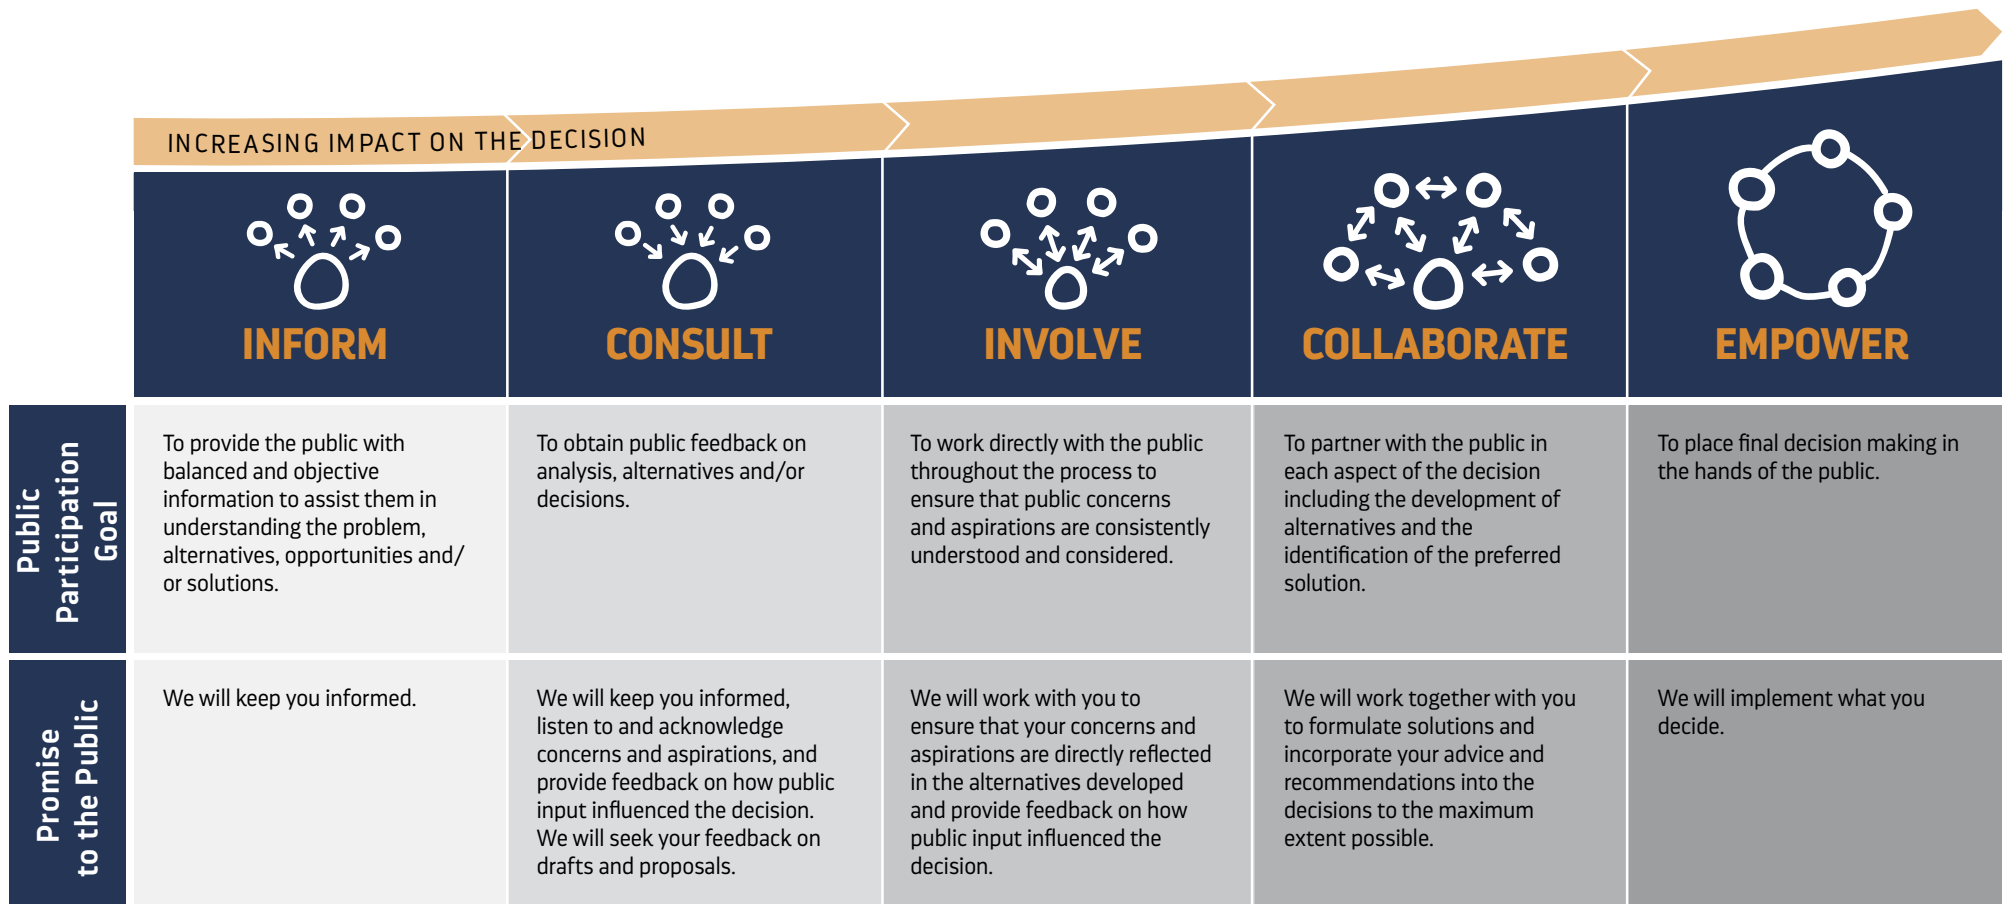 INCREASING IMPACT ON THE DECISION
INFORM
CONSULT
INVOLVE
COLLABORATE
EMPOWER
Public
Participation
Goal
To provide the public with
balanced and objective
information to assist them in
understanding the problem,
alternatives, opportunities and/
or solutions.
To obtain public feedback on
analysis, alternatives and/or
decisions.
To work directly with the public
throughout the process to
ensure that public concerns
and aspirations are consistently
understood and considered.
To partner with the public in
each aspect of the decision
including the development of
alternatives and the
identification of the preferred
solution.
To place final decision making in
the hands of the public.
Promise
to the Public
We will keep you informed.
We will keep you informed,
listen to and acknowledge
concerns and aspirations, and
provide feedback on how public
input influenced the decision.
We will seek your feedback on
drafts and proposals.
We will work with you to
ensure that your concerns and
aspirations are directly reflected
in the alternatives developed
and provide feedback on how
public input influenced the
decision.
We will work together with you
to formulate solutions and
incorporate your advice and
recommendations into the
decisions to the maximum
extent possible.
We will implement what you
decide.